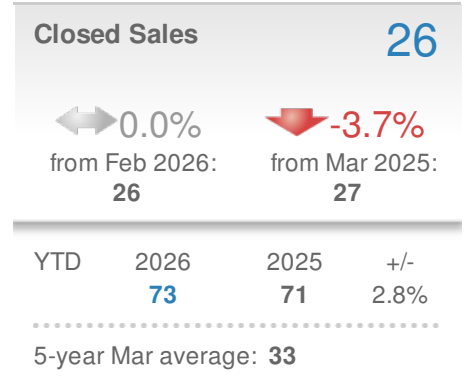 Closed Sales 26
0.0% -3.7%
from Feb 2026: from Mar 2025:
26 27
YTD 2026 2025 +/-
73 71 2.8%
5-year Mar average: 33